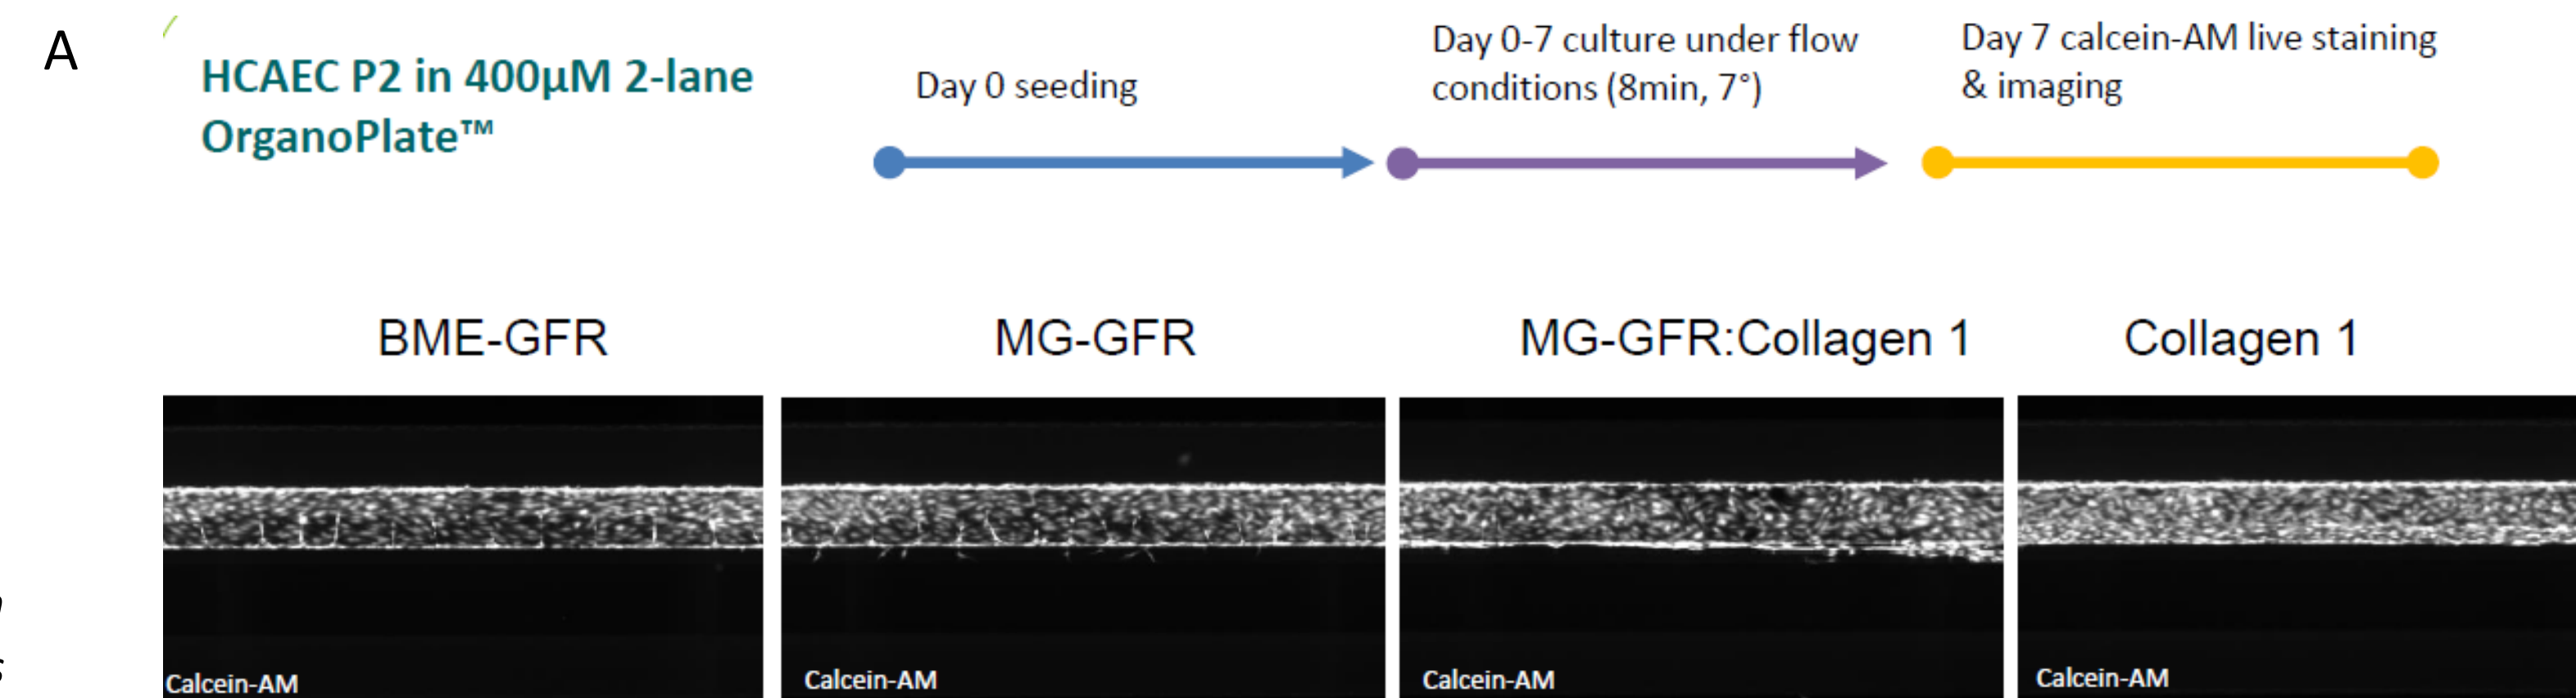 A
HCAEC P2 in 400µM 2-lane
OrganoPlate™
Day 0 seeding
Day 0-7 culture under flow
conditions (8min, 7°)
Day 7 calcein-AM live staining
& imaging
BME-GFR
MG-GFR
MG-GFR:Collagen 1
Collagen 1
Calcein-AM
Calcein-AM
Calcein-AM
Calcein-AM